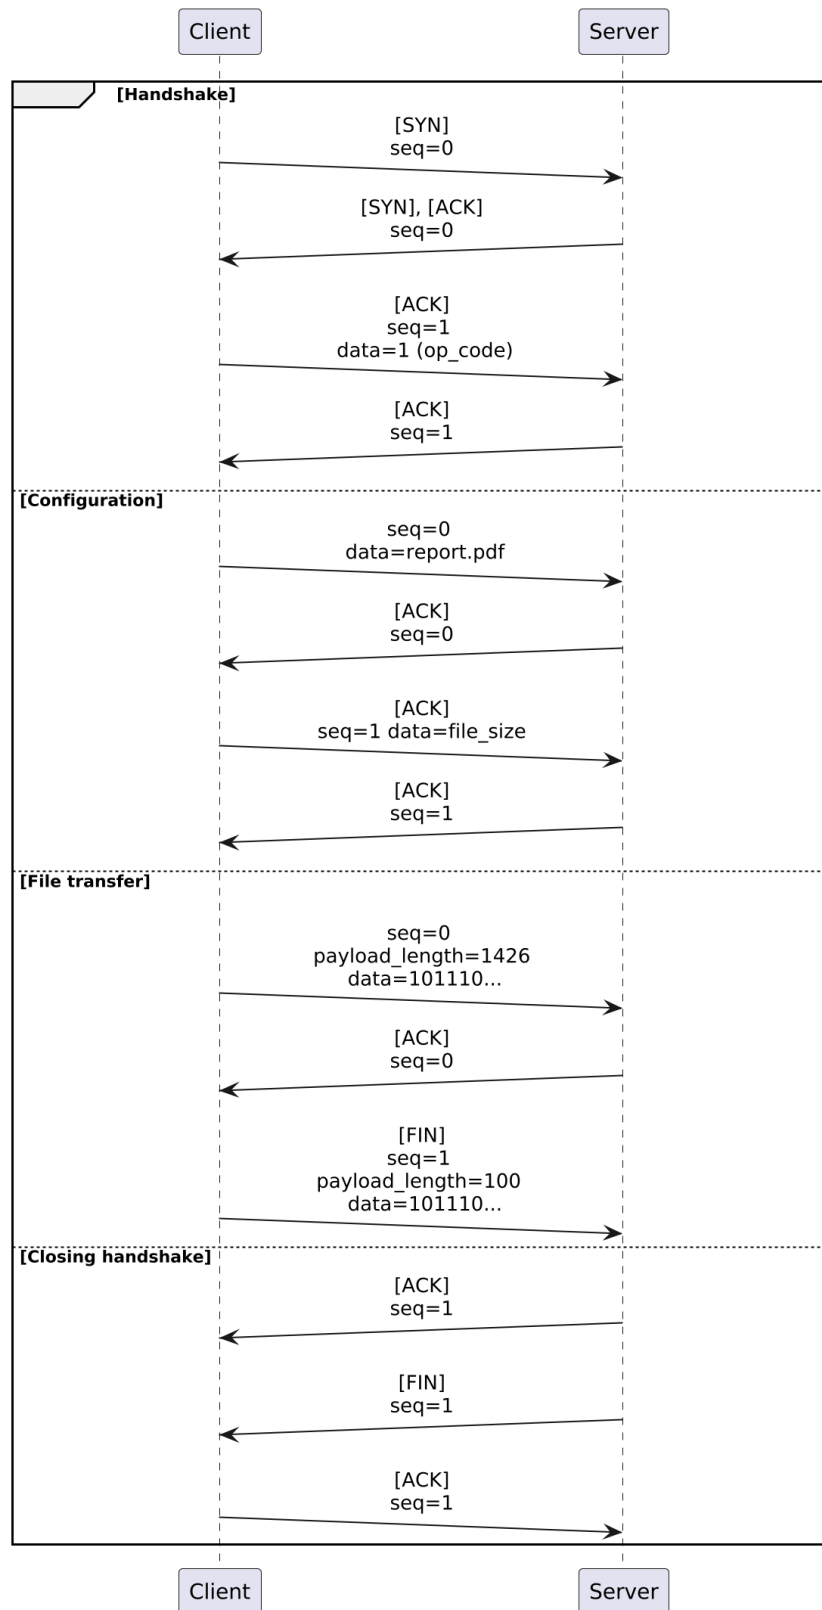 Client
Server
[Handshake]
[SYN]
seq=0
[SYN], [ACK]
seq=0
[ACK]
seq=1
data=1 (op_code)
[ACK]
seq=1
[Configuration]
seq=0
data=report.pdf
[ACK]
seq=0
[ACK]
seq=1 data=file_size
[ACK]
seq=1
[File transfer]
seq=0
payload_length=1426
data=101110...
[ACK]
seq=0
[FIN]
seq=1
payload_length=100
data=101110...
[Closing handshake]
[ACK]
seq=1
[FIN]
seq=1
[ACK]
seq=1
Client
Server